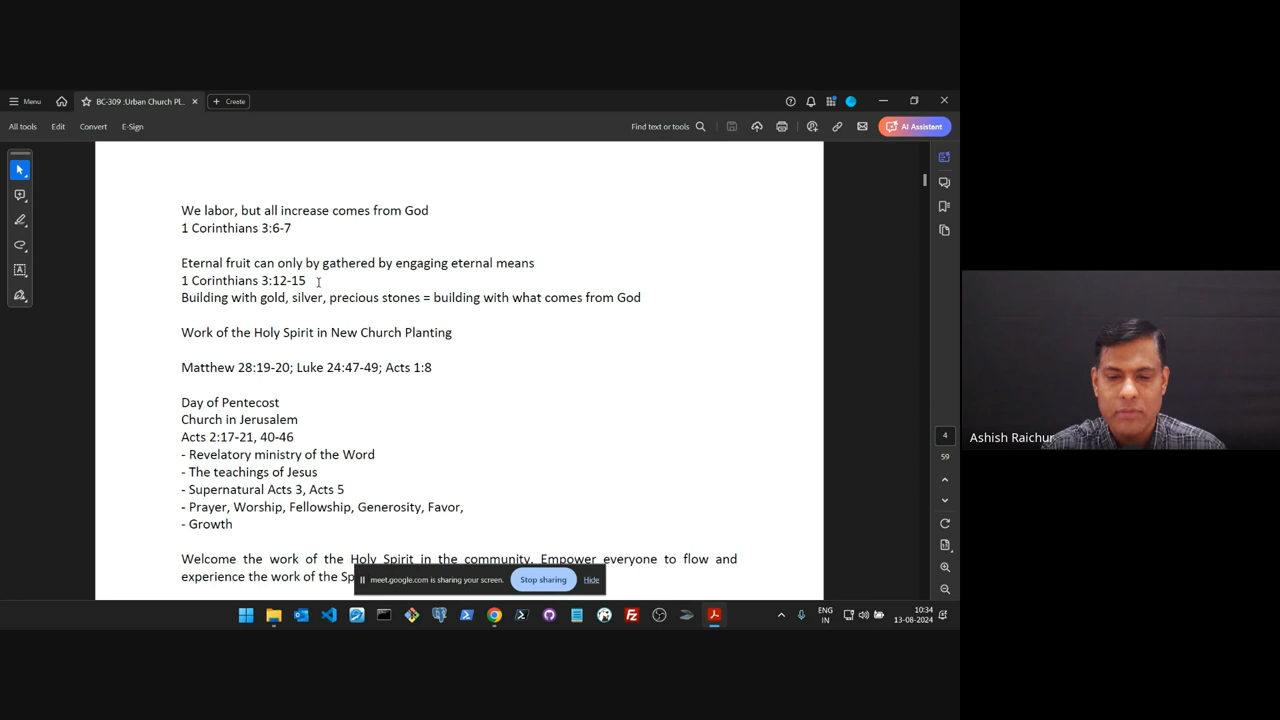 Menu
BC-309 :Urban Church Pl...
Create
All tools
Edit
Convert
E-Sign
Find text or tools
AI Assistant
We labor, but all increase comes from God
1 Corinthians 3:6-7
Eternal fruit can only by gathered by engaging eternal means
1 Corinthians 3:12-15
Building with gold, silver, precious stones = building with what comes from God
Work of the Holy Spirit in New Church Planting
Matthew 28:19-20; Luke 24:47-49; Acts 1:8
Day of Pentecost
Church in Jerusalem
Acts 2:17-21, 40-46
- Revelatory ministry of the Word
- The teachings of Jesus
- Supernatural Acts 3, Acts 5
- Prayer, Worship, Fellowship, Generosity, Favor,
- Growth
Welcome the work of the Holy Spirit in the community. Empower everyone to flow and
experience the work of the Sp
meet.google.com is sharing your screen.
Stop sharing
Hide
4
59
Ashish Raichur
ENG
IN
10:34
13-08-2024